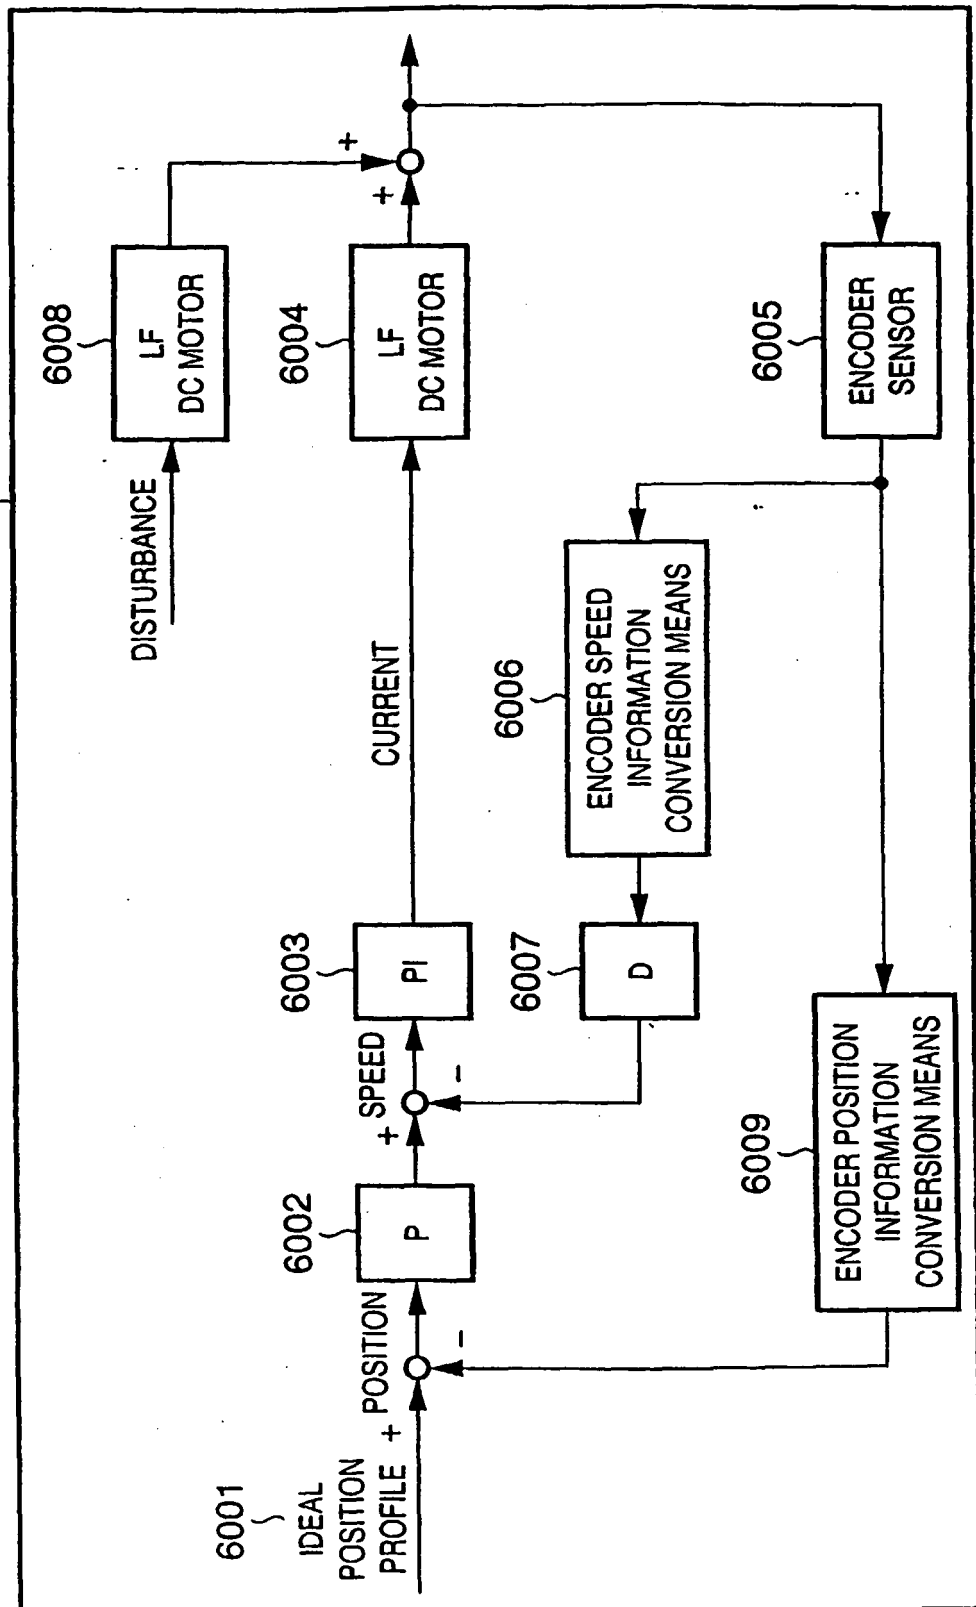 6001
IDEAL
POSITION
PROFILE
+
POSITION
-
6002
P
+
SPEED
-
6003
PI
CURRENT
6004
LF
DC MOTOR
+
+
DISTURBANCE
6008
LF
DC MOTOR
6005
ENCODER
SENSOR
6006
ENCODER SPEED
INFORMATION
CONVERSION MEANS
6007
D
6009
ENCODER POSITION
INFORMATION
CONVERSION MEANS